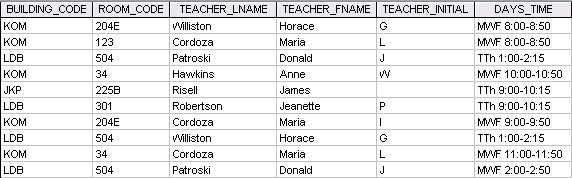 BUILDING_CODE ROOM_CODE TEACHER_LNAME TEACHER_FNAME TEACHER_INITIAL DAYS_TIME
KOM 204E Williston Horace G MWF 8:00-8:50
KOM 123 Cordoza Maria L MWF 8:00-8:50
LDB 504 Patroski Donald J TTh 1:00-2:15
KOM 34 Hawkins Anne W MWF 10:00-10:50
JKP 225B Risell James TTh 9:00-10:15
LDB 301 Robertson Jeanette P TTh 9:00-10:15
KOM 204E Cordoza Maria I MWF 9:00-9:50
LDB 504 Williston Horace G TTh 1:00-2:15
KOM 34 Cordoza Maria L MWF 11:00-11:50
LDB 504 Patroski Donald J MWF 2:00-2:50